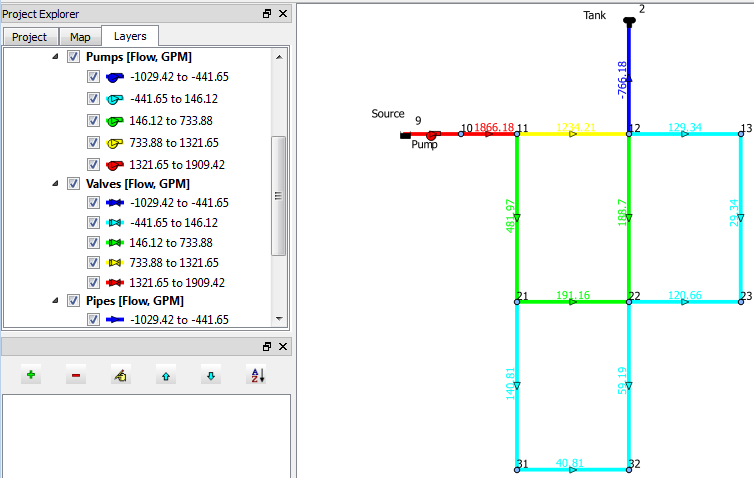 Project Explorer
Project Map Layers
Pumps [Flow, GPM]
-1029.42 to -441.65
-441.65 to 146.12
146.12 to 733.88
733.88 to 1321.65
1321.65 to 1909.42
Valves [Flow, GPM]
-1029.42 to -441.65
-441.65 to 146.12
146.12 to 733.88
733.88 to 1321.65
1321.65 to 1909.42
Pipes [Flow, GPM]
-1029.42 to -441.65
A
Z
Tank 2
-766.18
Source
9 10 1866.18 11 1234.21 12 129.34 13
Pump
481.97 188.7 29.34
21 191.16 22 120.66 23
140.81 59.19
31 40.81 32